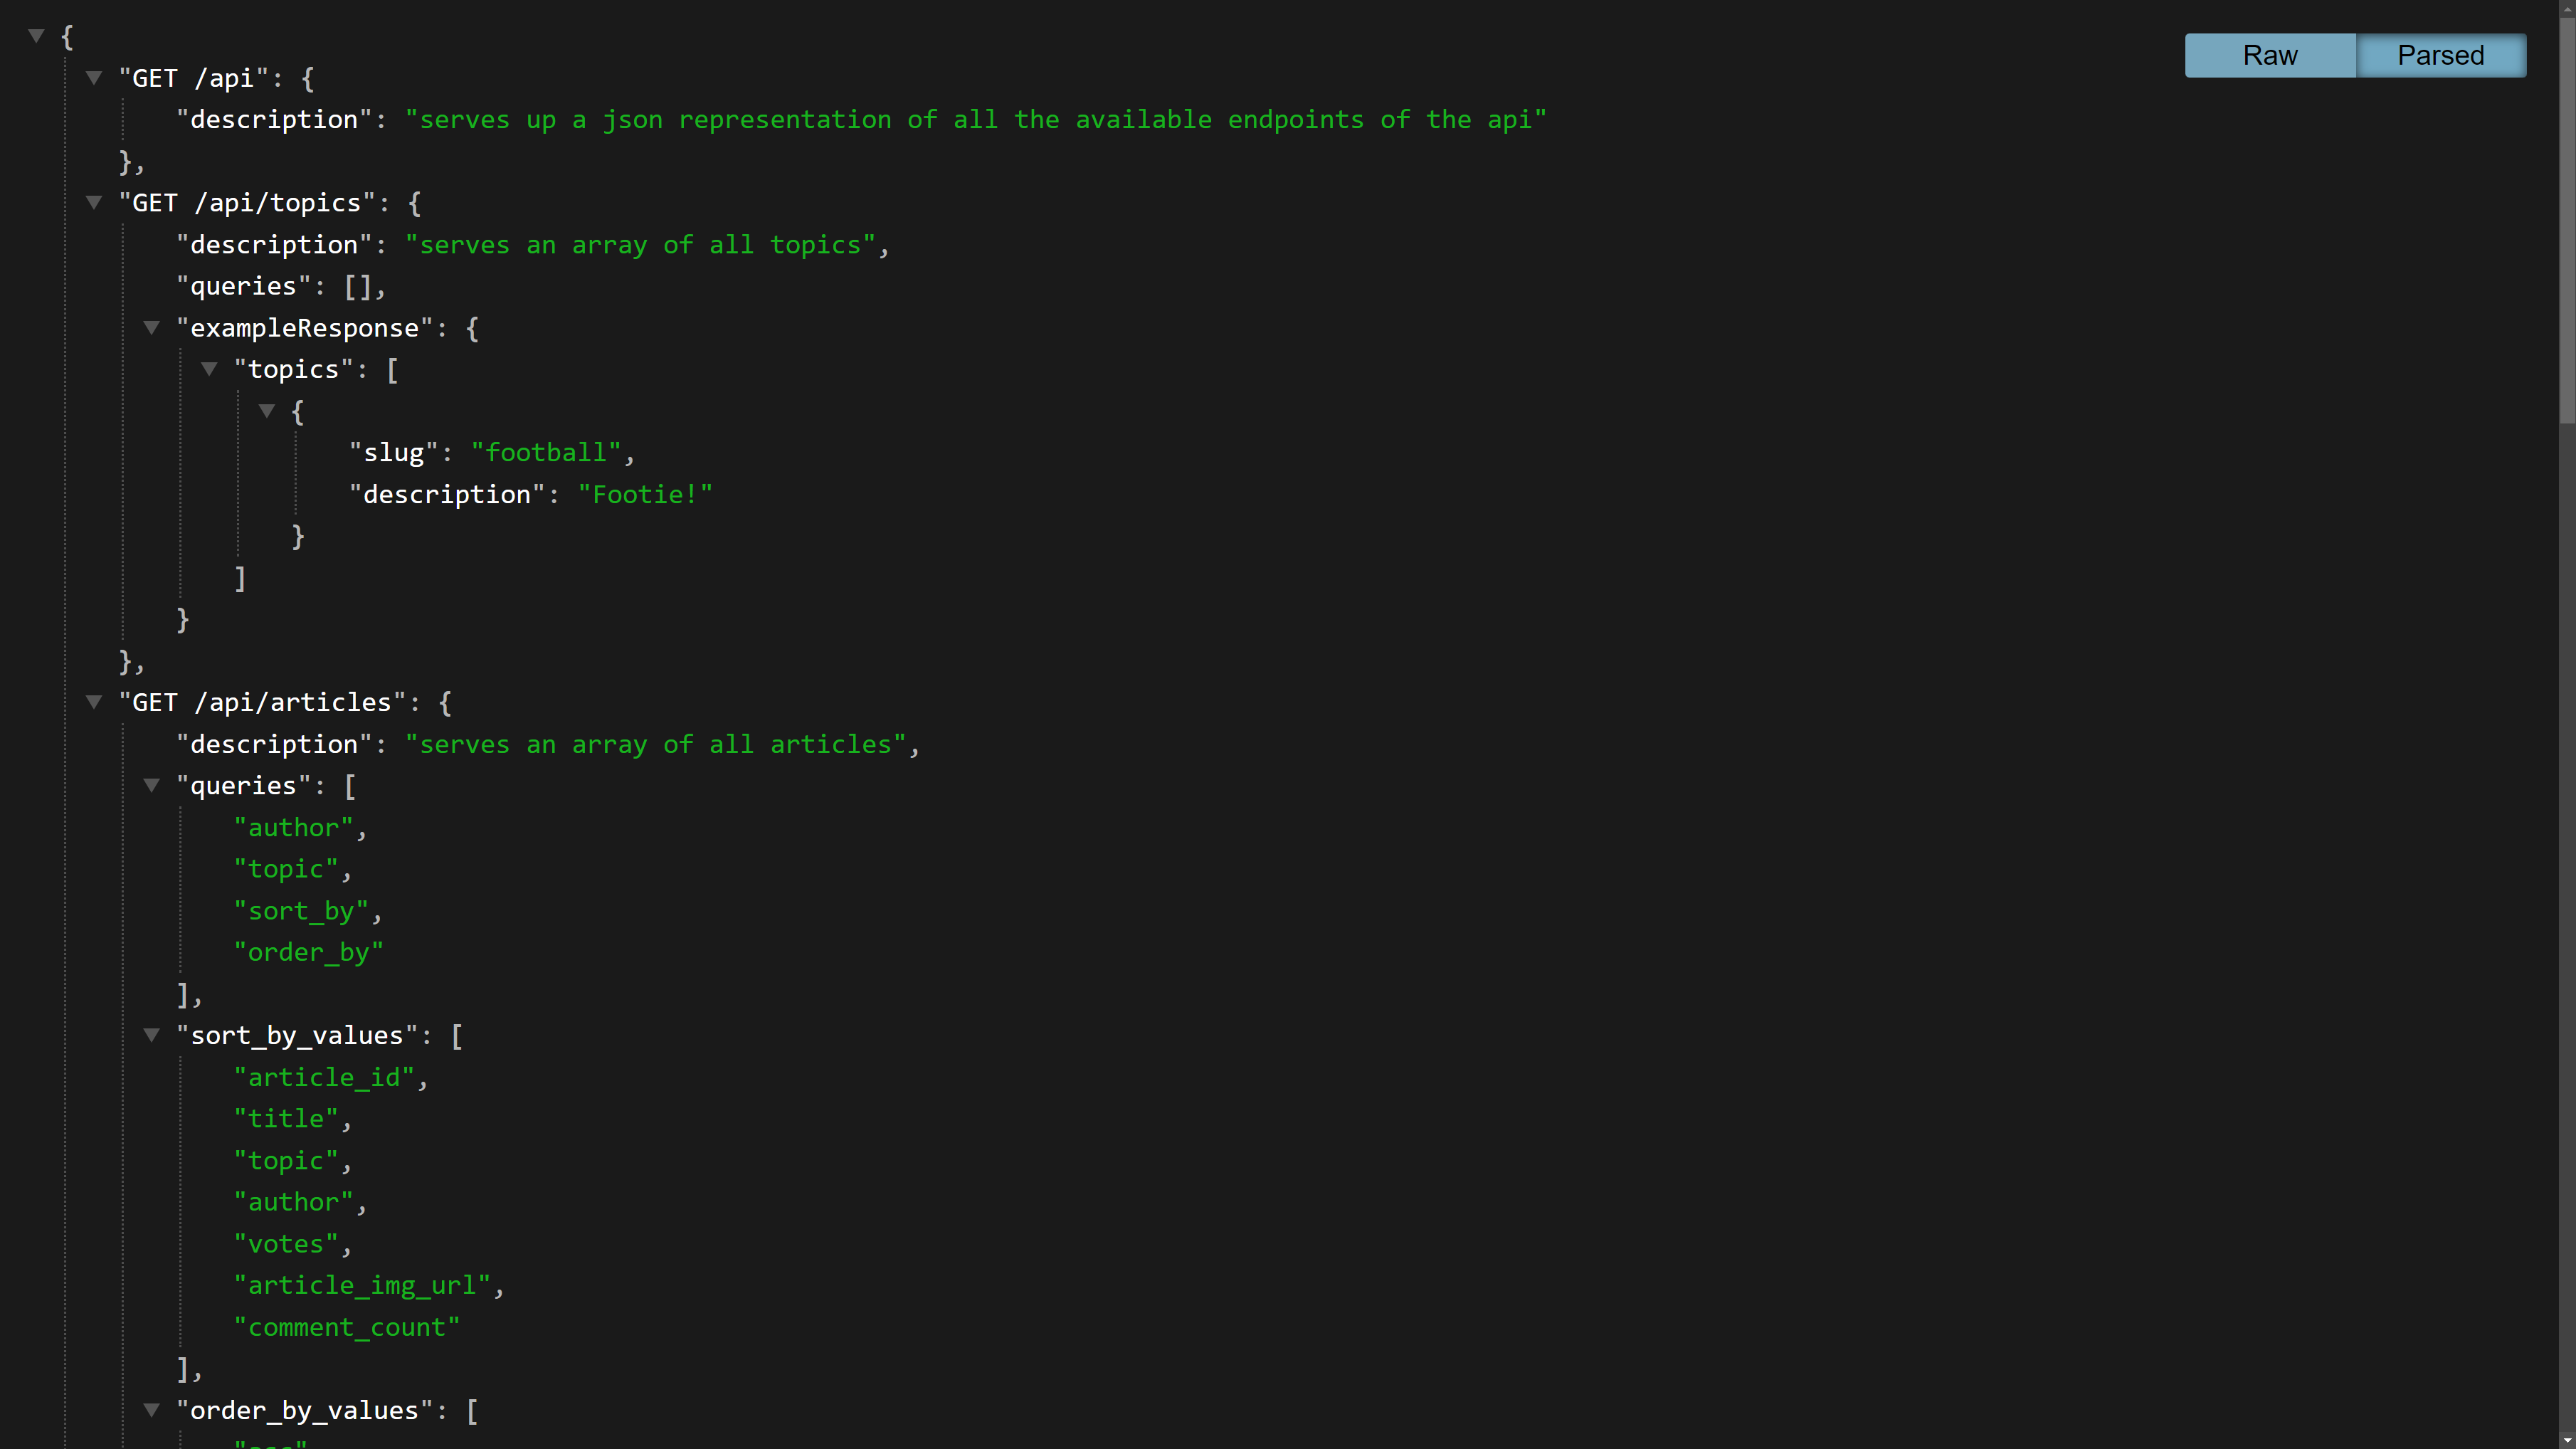 {
Raw
Parsed
"GET /api": {
"description": "serves up a json representation of all the available endpoints of the api"
},
"GET /api/topics": {
"description": "serves an array of all topics",
"queries": [],
"exampleResponse": {
"topics": [
{
"slug": "football",
"description": "Footie!"
}
]
}
},
"GET /api/articles": {
"description": "serves an array of all articles",
"queries": [
"author",
"topic",
"sort_by",
"order_by"
],
"sort_by_values": [
"article_id",
"title",
"topic",
"author",
"votes",
"article_img_url",
"comment_count"
],
"order_by_values": [